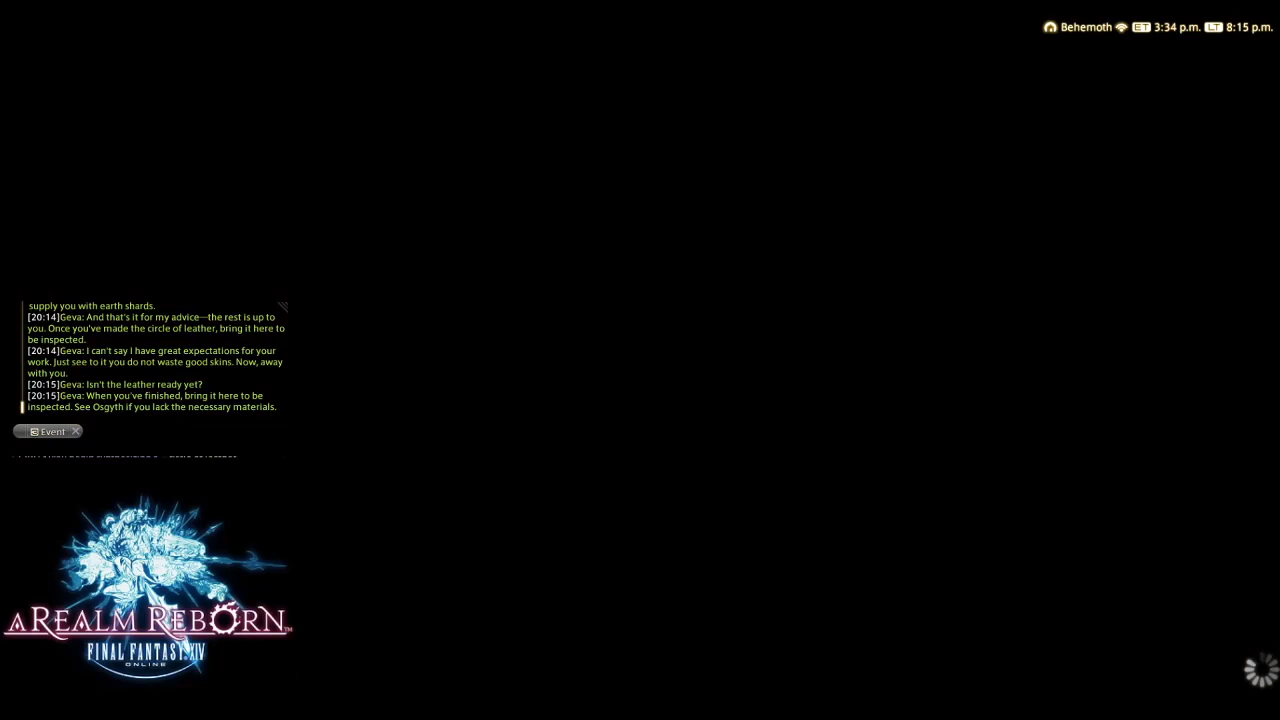 Behemoth ET 3:34 p.m. LT 8:15 p.m.
supply you with earth shards.
[20:14]Geva: And that's it for my advice—the rest is up to
you. Once you've made the circle of leather, bring it here to
be inspected.
[20:14]Geva: I can't say I have great expectations for your
work. Just see to it you do not waste good skins. Now, away
with you.
[20:15]Geva: Isn't the leather ready yet?
[20:15]Geva: When you've finished, bring it here to be
inspected. See Osgyth if you lack the necessary materials.
Event
A REALM REBORN™
FINAL FANTASY XIV
ONLINE